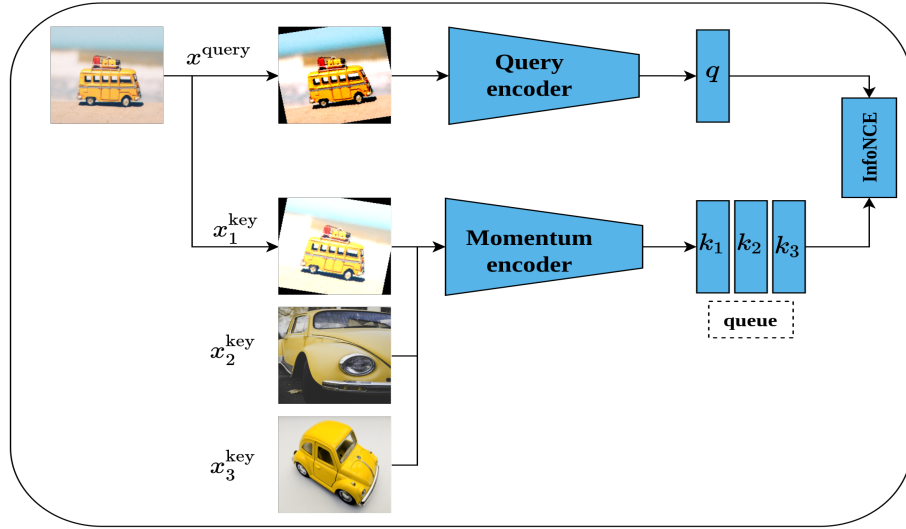 x^query
Query
encoder
q
InfoNCE
x_1^key
Momentum
encoder
k_1
k_2
k_3
queue
x_2^key
x_3^key